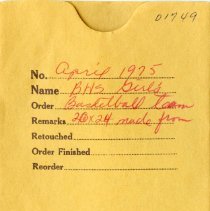 01749
No. April 1975
Name BHS Girls
Order Basketball team
Remarks 20x24 made from
Retouched
Order Finished
Reorder